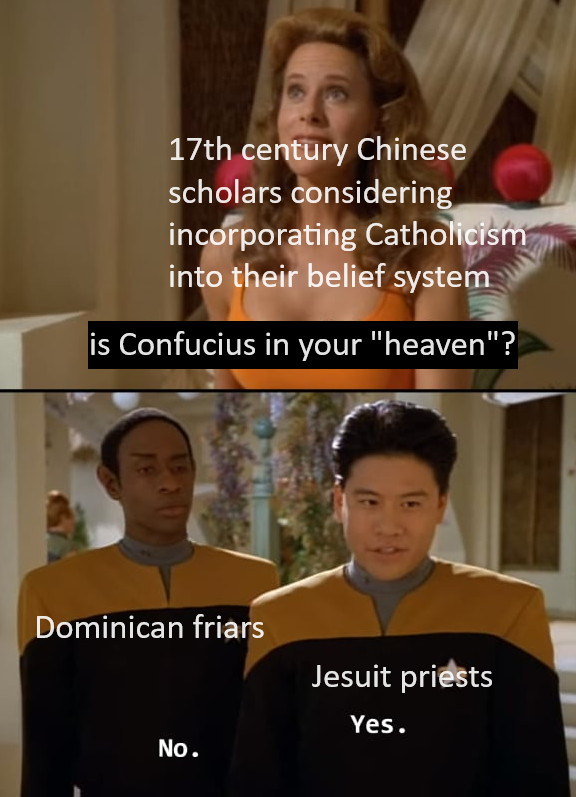 17th century Chinese
scholars considering
incorporating Catholicism
into their belief system
is Confucius in your "heaven"?
Dominican friars
Jesuit priests
Yes.
No.